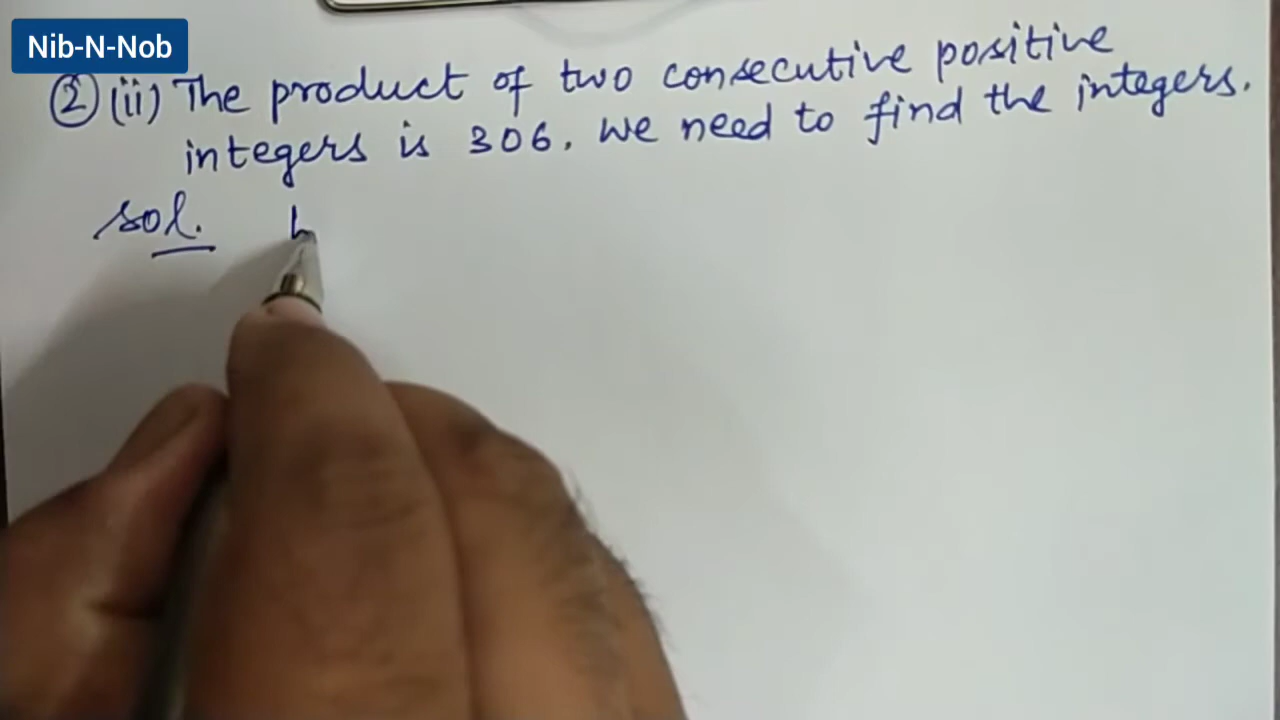 Nib-N-Nob
② (ii) The product of two consecutive positive
integers is 306. We need to find the integers.
Sol.